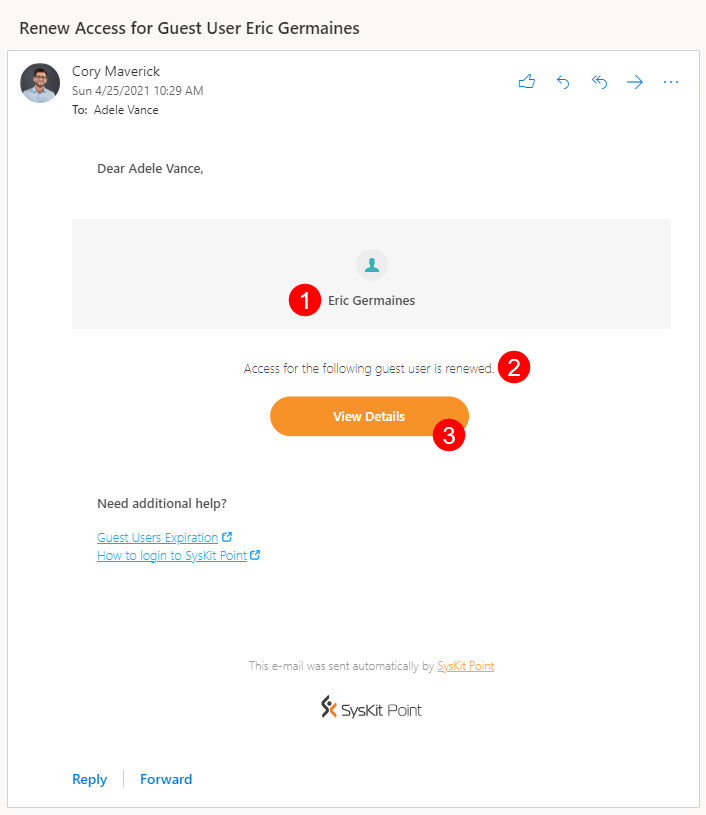 Renew Access for Guest User Eric Germaines
Cory Maverick
Sun 4/25/2021 10:29 AM
To: Adele Vance
Dear Adele Vance,
1 Eric Germaines
Access for the following guest user is renewed. 2
View Details
3
Need additional help?
Guest Users Expiration
How to login to SysKit Point
This e-mail was sent automatically by SysKit Point
SysKit Point
Reply Forward